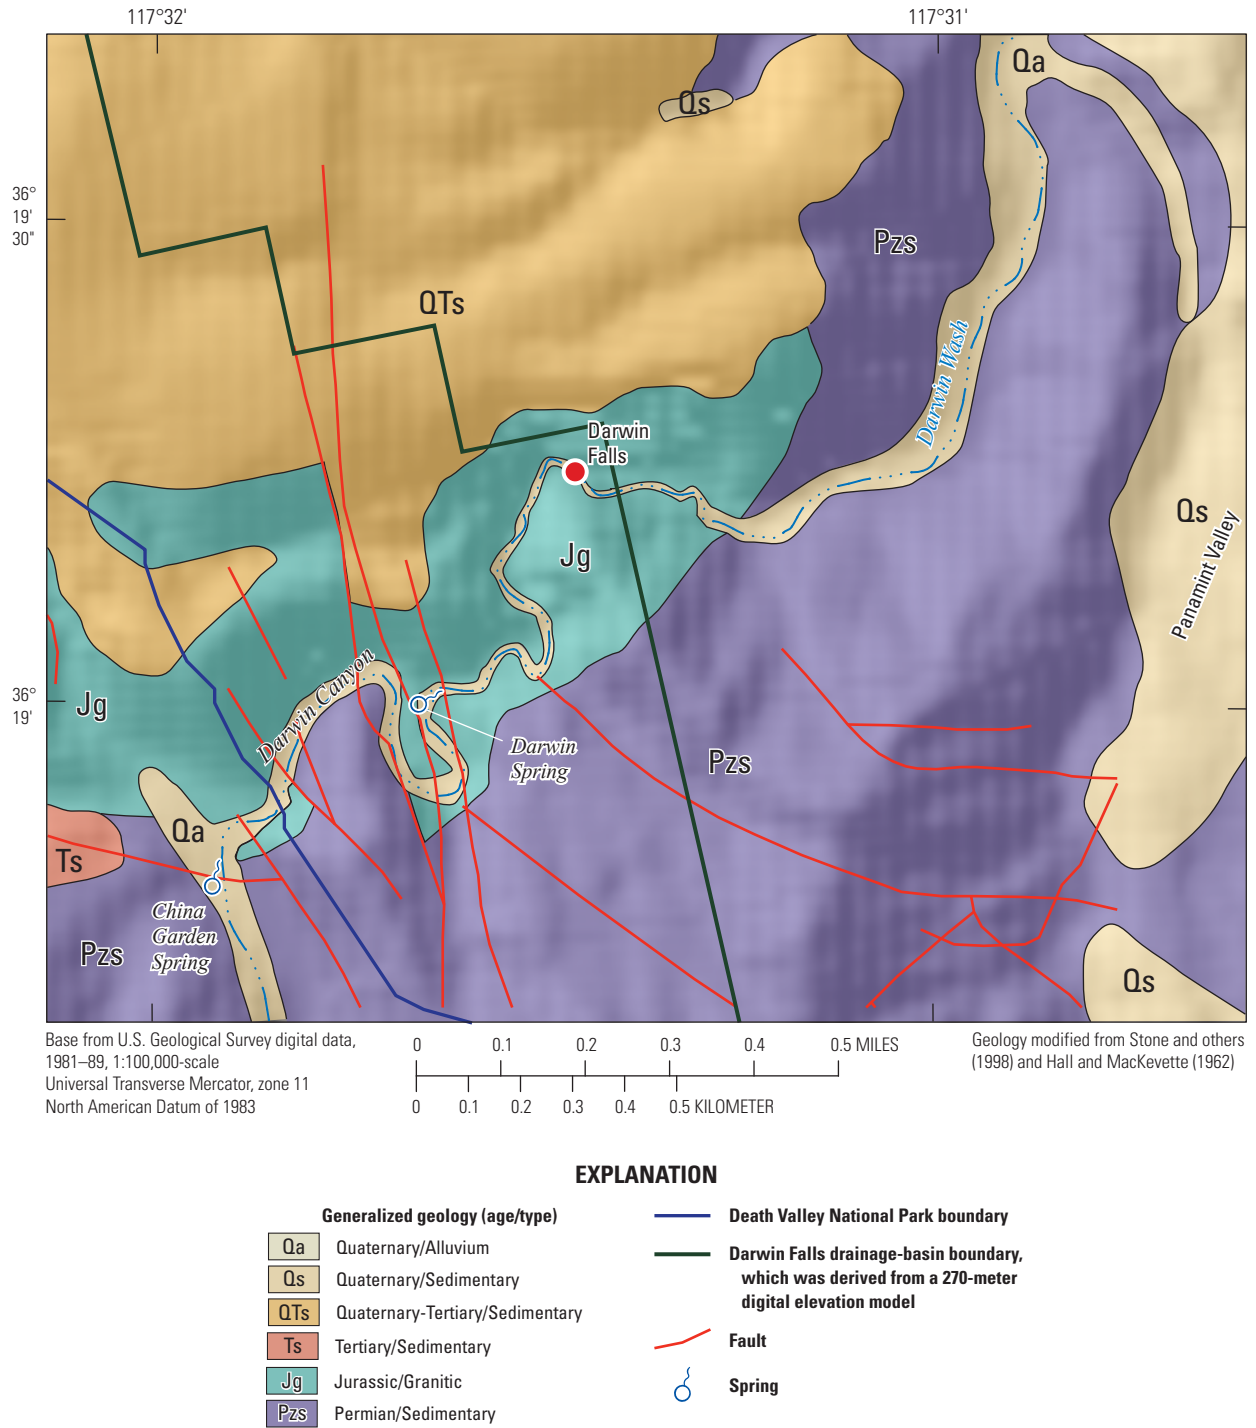 117°32'
117°31'
Qa
Qs
36°
19'
30"
Pzs
QTs
Darwin Wash
Darwin
Falls
Qs
Jg
Panamint Valley
Darwin Canyon
36°
19'
Jg
Darwin
Spring
Pzs
Qa
Ts
China
Garden
Spring
Pzs
Qs
Base from U.S. Geological Survey digital data,
1981–89, 1:100,000-scale
Universal Transverse Mercator, zone 11
North American Datum of 1983
0 0.1 0.2 0.3 0.4 0.5 MILES
0 0.1 0.2 0.3 0.4 0.5 KILOMETER
Geology modified from Stone and others
(1998) and Hall and MacKevette (1962)
EXPLANATION
Generalized geology (age/type)
Qa Quaternary/Alluvium
Qs Quaternary/Sedimentary
QTs Quaternary-Tertiary/Sedimentary
Ts Tertiary/Sedimentary
Jg Jurassic/Granitic
Pzs Permian/Sedimentary
Death Valley National Park boundary
Darwin Falls drainage-basin boundary,
which was derived from a 270-meter
digital elevation model
Fault
Spring